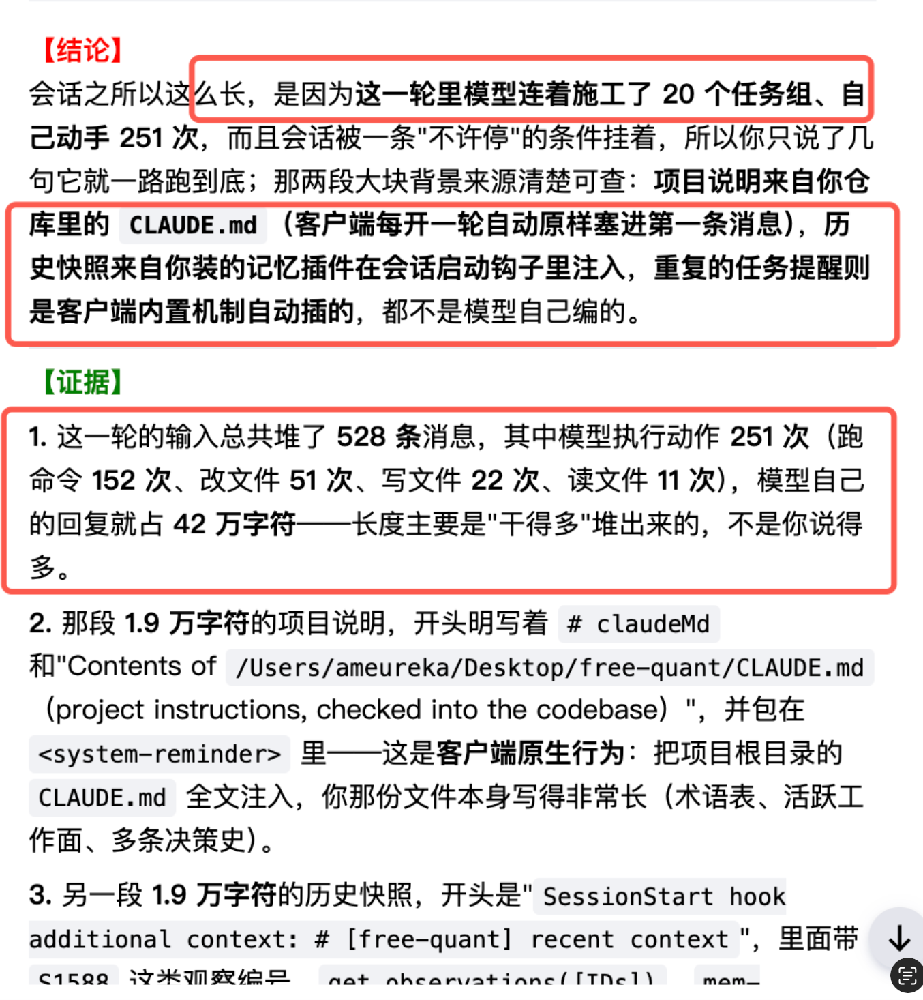 【结论】
会话之所以这么长，是因为这一轮里模型连着施工了 20 个任务组、自
己动手 251 次，而且会话被一条"不许停"的条件挂着，所以你只说了几
句它就一路跑到底；那两段大块背景来源清楚可查：项目说明来自你仓
库里的 CLAUDE.md（客户端每开一轮自动原样塞进第一条消息），历
史快照来自你装的记忆插件在会话启动钩子里注入，重复的任务提醒则
是客户端内置机制自动插的，都不是模型自己编的。
【证据】
1. 这一轮的输入总共堆了 528 条消息，其中模型执行动作 251 次（跑
命令 152 次、改文件 51 次、写文件 22 次、读文件 11 次），模型自己
的回复就占 42 万字符——长度主要是"干得多"堆出来的，不是你说得
多。
2. 那段 1.9 万字符的项目说明，开头明写着 # claudeMd
和"Contents of /Users/ameureka/Desktop/free-quant/CLAUDE.md
（project instructions, checked into the codebase）"，并包在
<system-reminder> 里——这是客户端原生行为：把项目根目录的
CLAUDE.md 全文注入，你那份文件本身写得非常长（术语表、活跃工
作面、多条决策史）。
3. 另一段 1.9 万字符的历史快照，开头是"SessionStart hook
additional context: # [free-quant] recent context"，里面带
S1588 这类观察编号、get_observations([IDs])、mem-